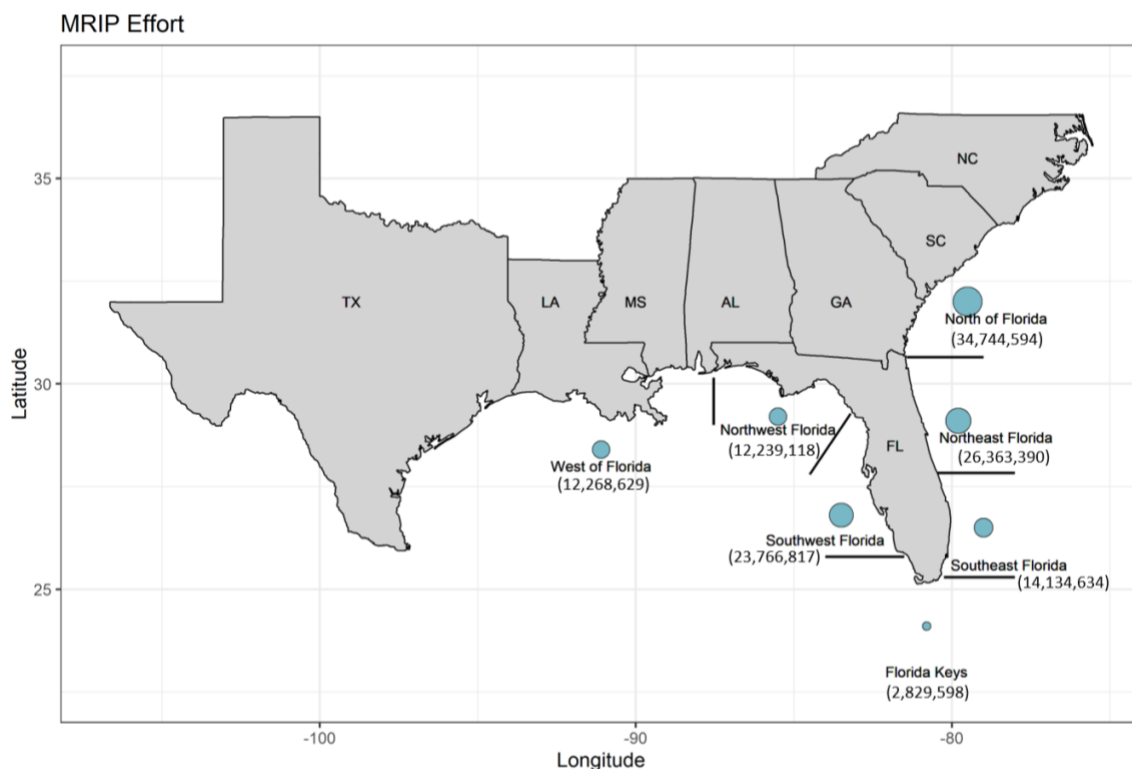 MRIP Effort
NC
35
SC
TX
LA
MS
AL
GA
North of Florida
(34,744,594)
Latitude
30
Northwest Florida
(12,239,118)
Northeast Florida
(26,363,390)
FL
West of Florida
(12,268,629)
Southwest Florida
(23,766,817)
Southeast Florida
(14,134,634)
25
Florida Keys
(2,829,598)
-100
-90
-80
Longitude